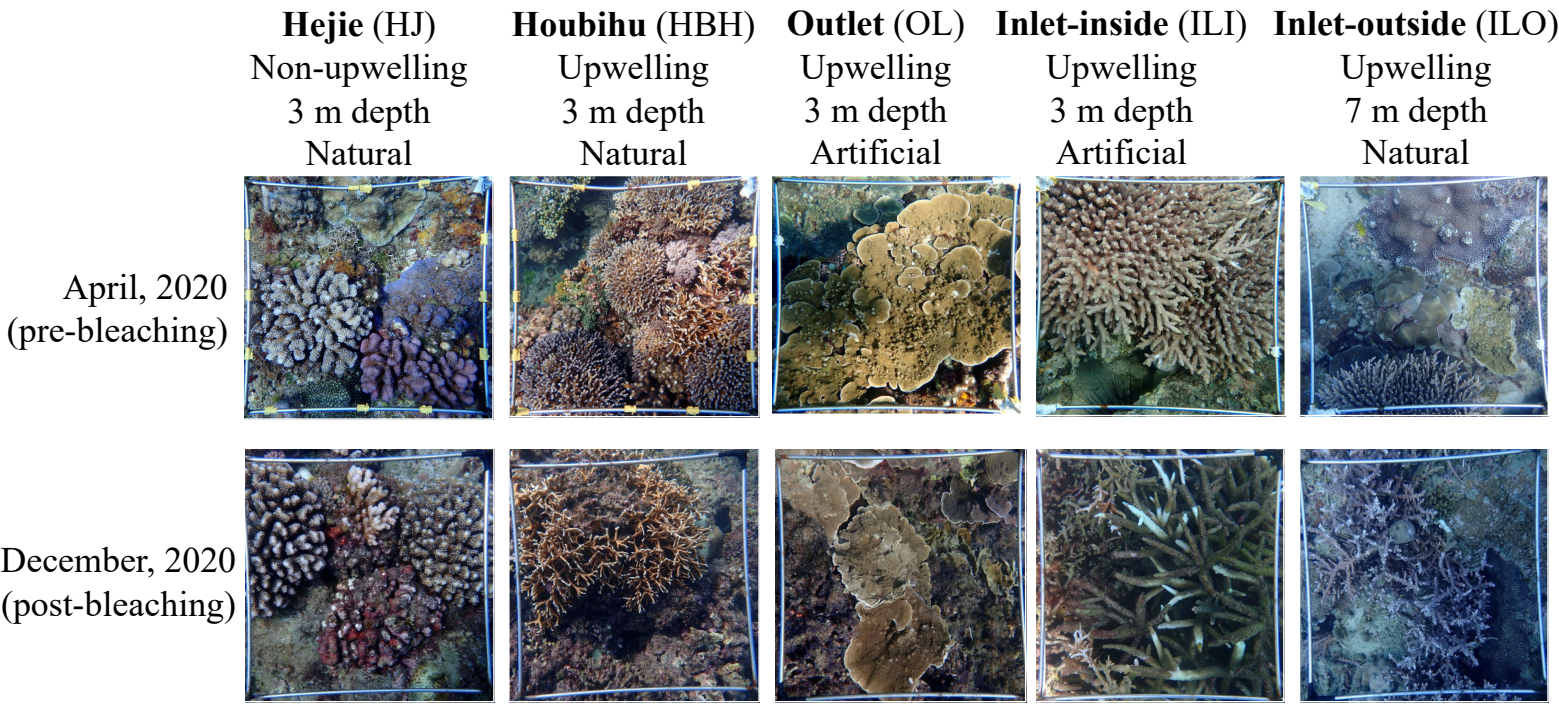 Hejie (HJ)
Non-upwelling
3 m depth
Natural
Houbihu (HBH)
Upwelling
3 m depth
Natural
Outlet (OL)
Upwelling
3 m depth
Artificial
Inlet-inside (ILI)
Upwelling
3 m depth
Artificial
Inlet-outside (ILO)
Upwelling
7 m depth
Natural
April, 2020
(pre-bleaching)
December, 2020
(post-bleaching)